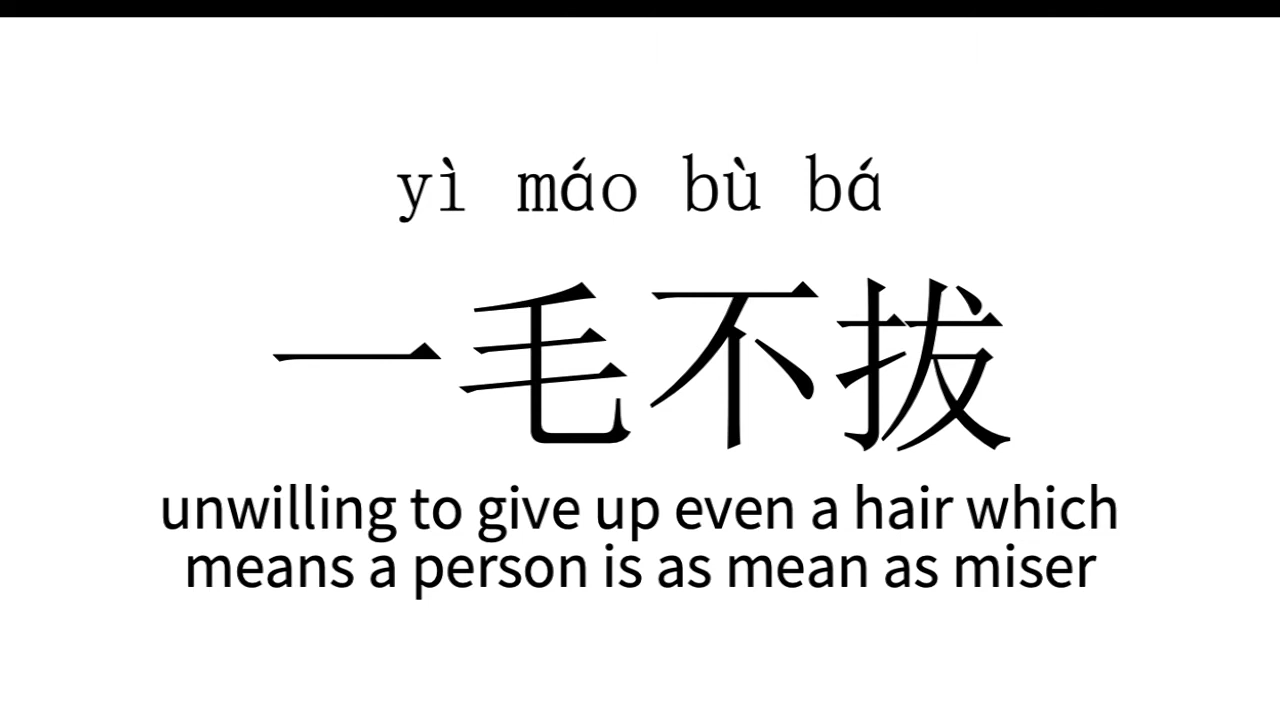 yì máo bù bá
一毛不拔
unwilling to give up even a hair which
means a person is as mean as miser